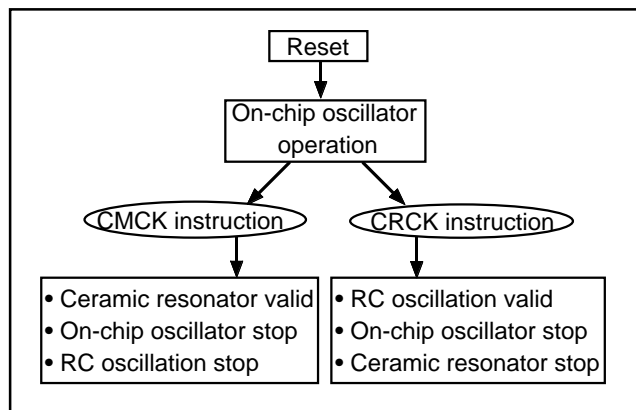 Reset
On-chip oscillator
operation
CMCK instruction
CRCK instruction
• Ceramic resonator valid
• On-chip oscillator stop
• RC oscillation stop
• RC oscillation valid
• On-chip oscillator stop
• Ceramic resonator stop